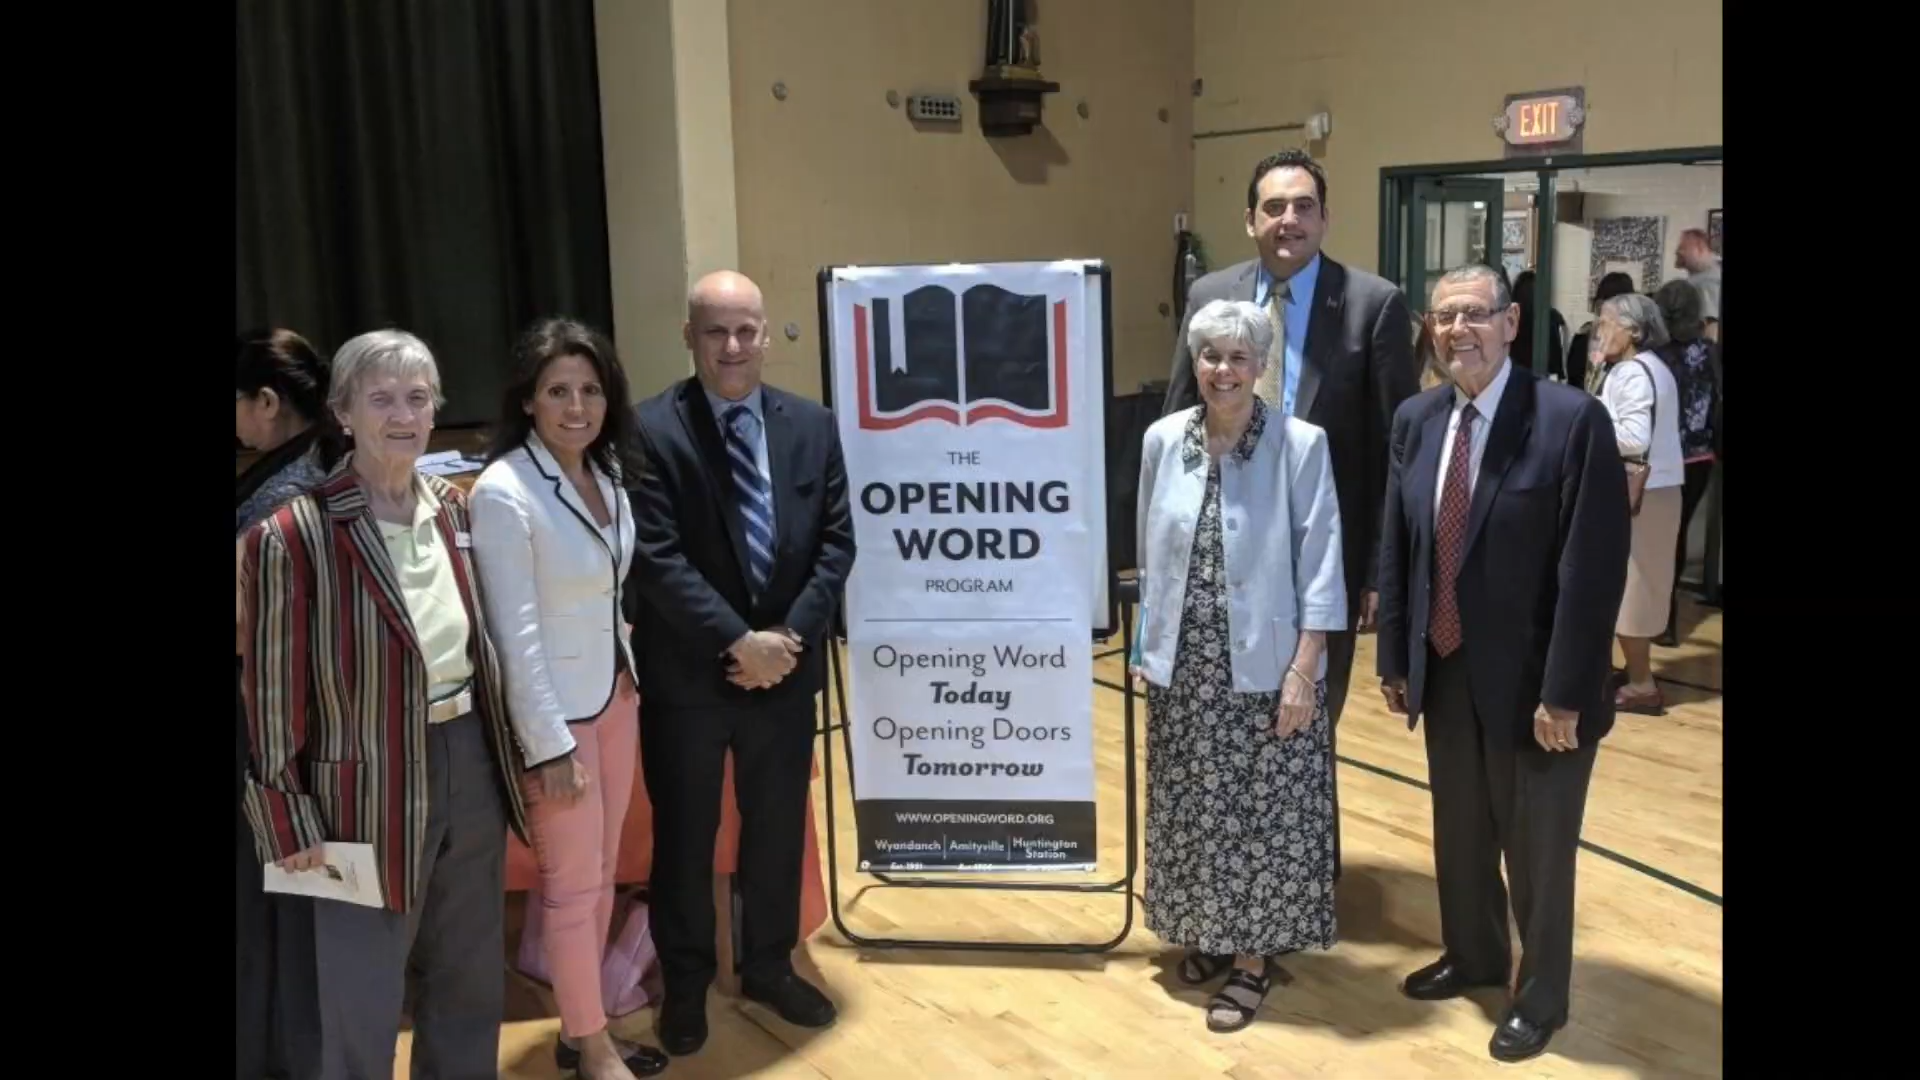 EXIT
THE
OPENING
WORD
PROGRAM
Opening Word
Today
Opening Doors
Tomorrow
WWW.OPENINGWORD.ORG
Wyandanch | Amityville | Huntington Station